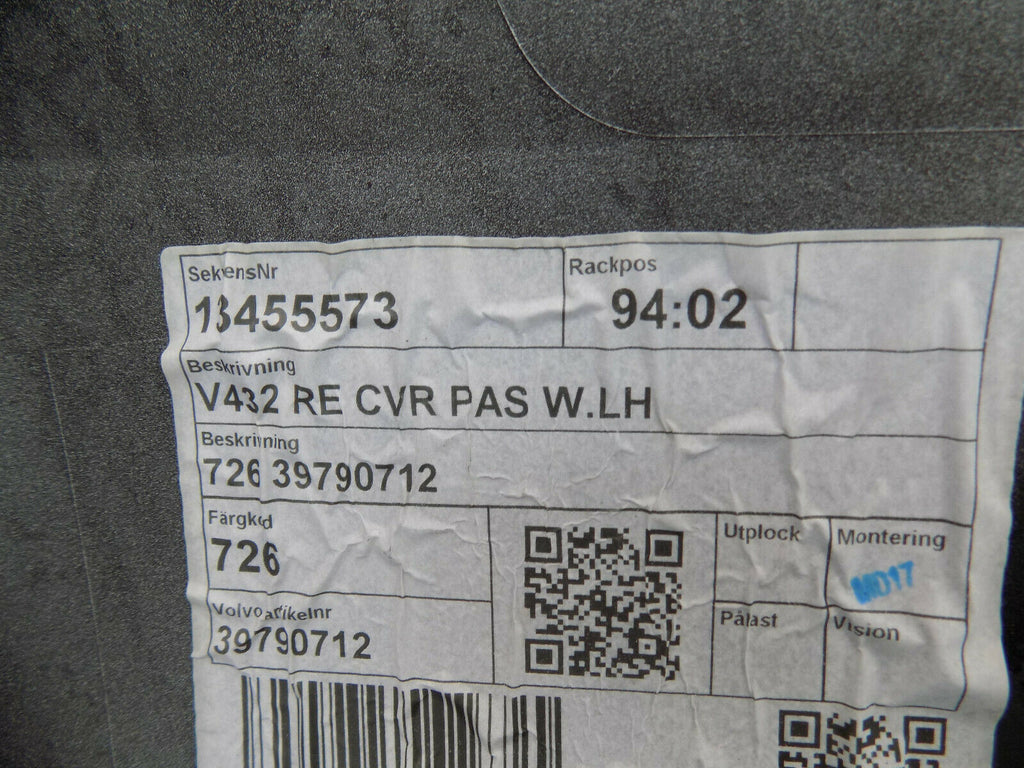 SekvensNr
Rackpos
13455573
94:02
Beskrivning
V432 RE CVR PAS W.LH
Beskrivning
726 39790712
Färgkod
726
Utplock
Montering
MD17
Volvoartikelnr
39790712
Pålast
Vision